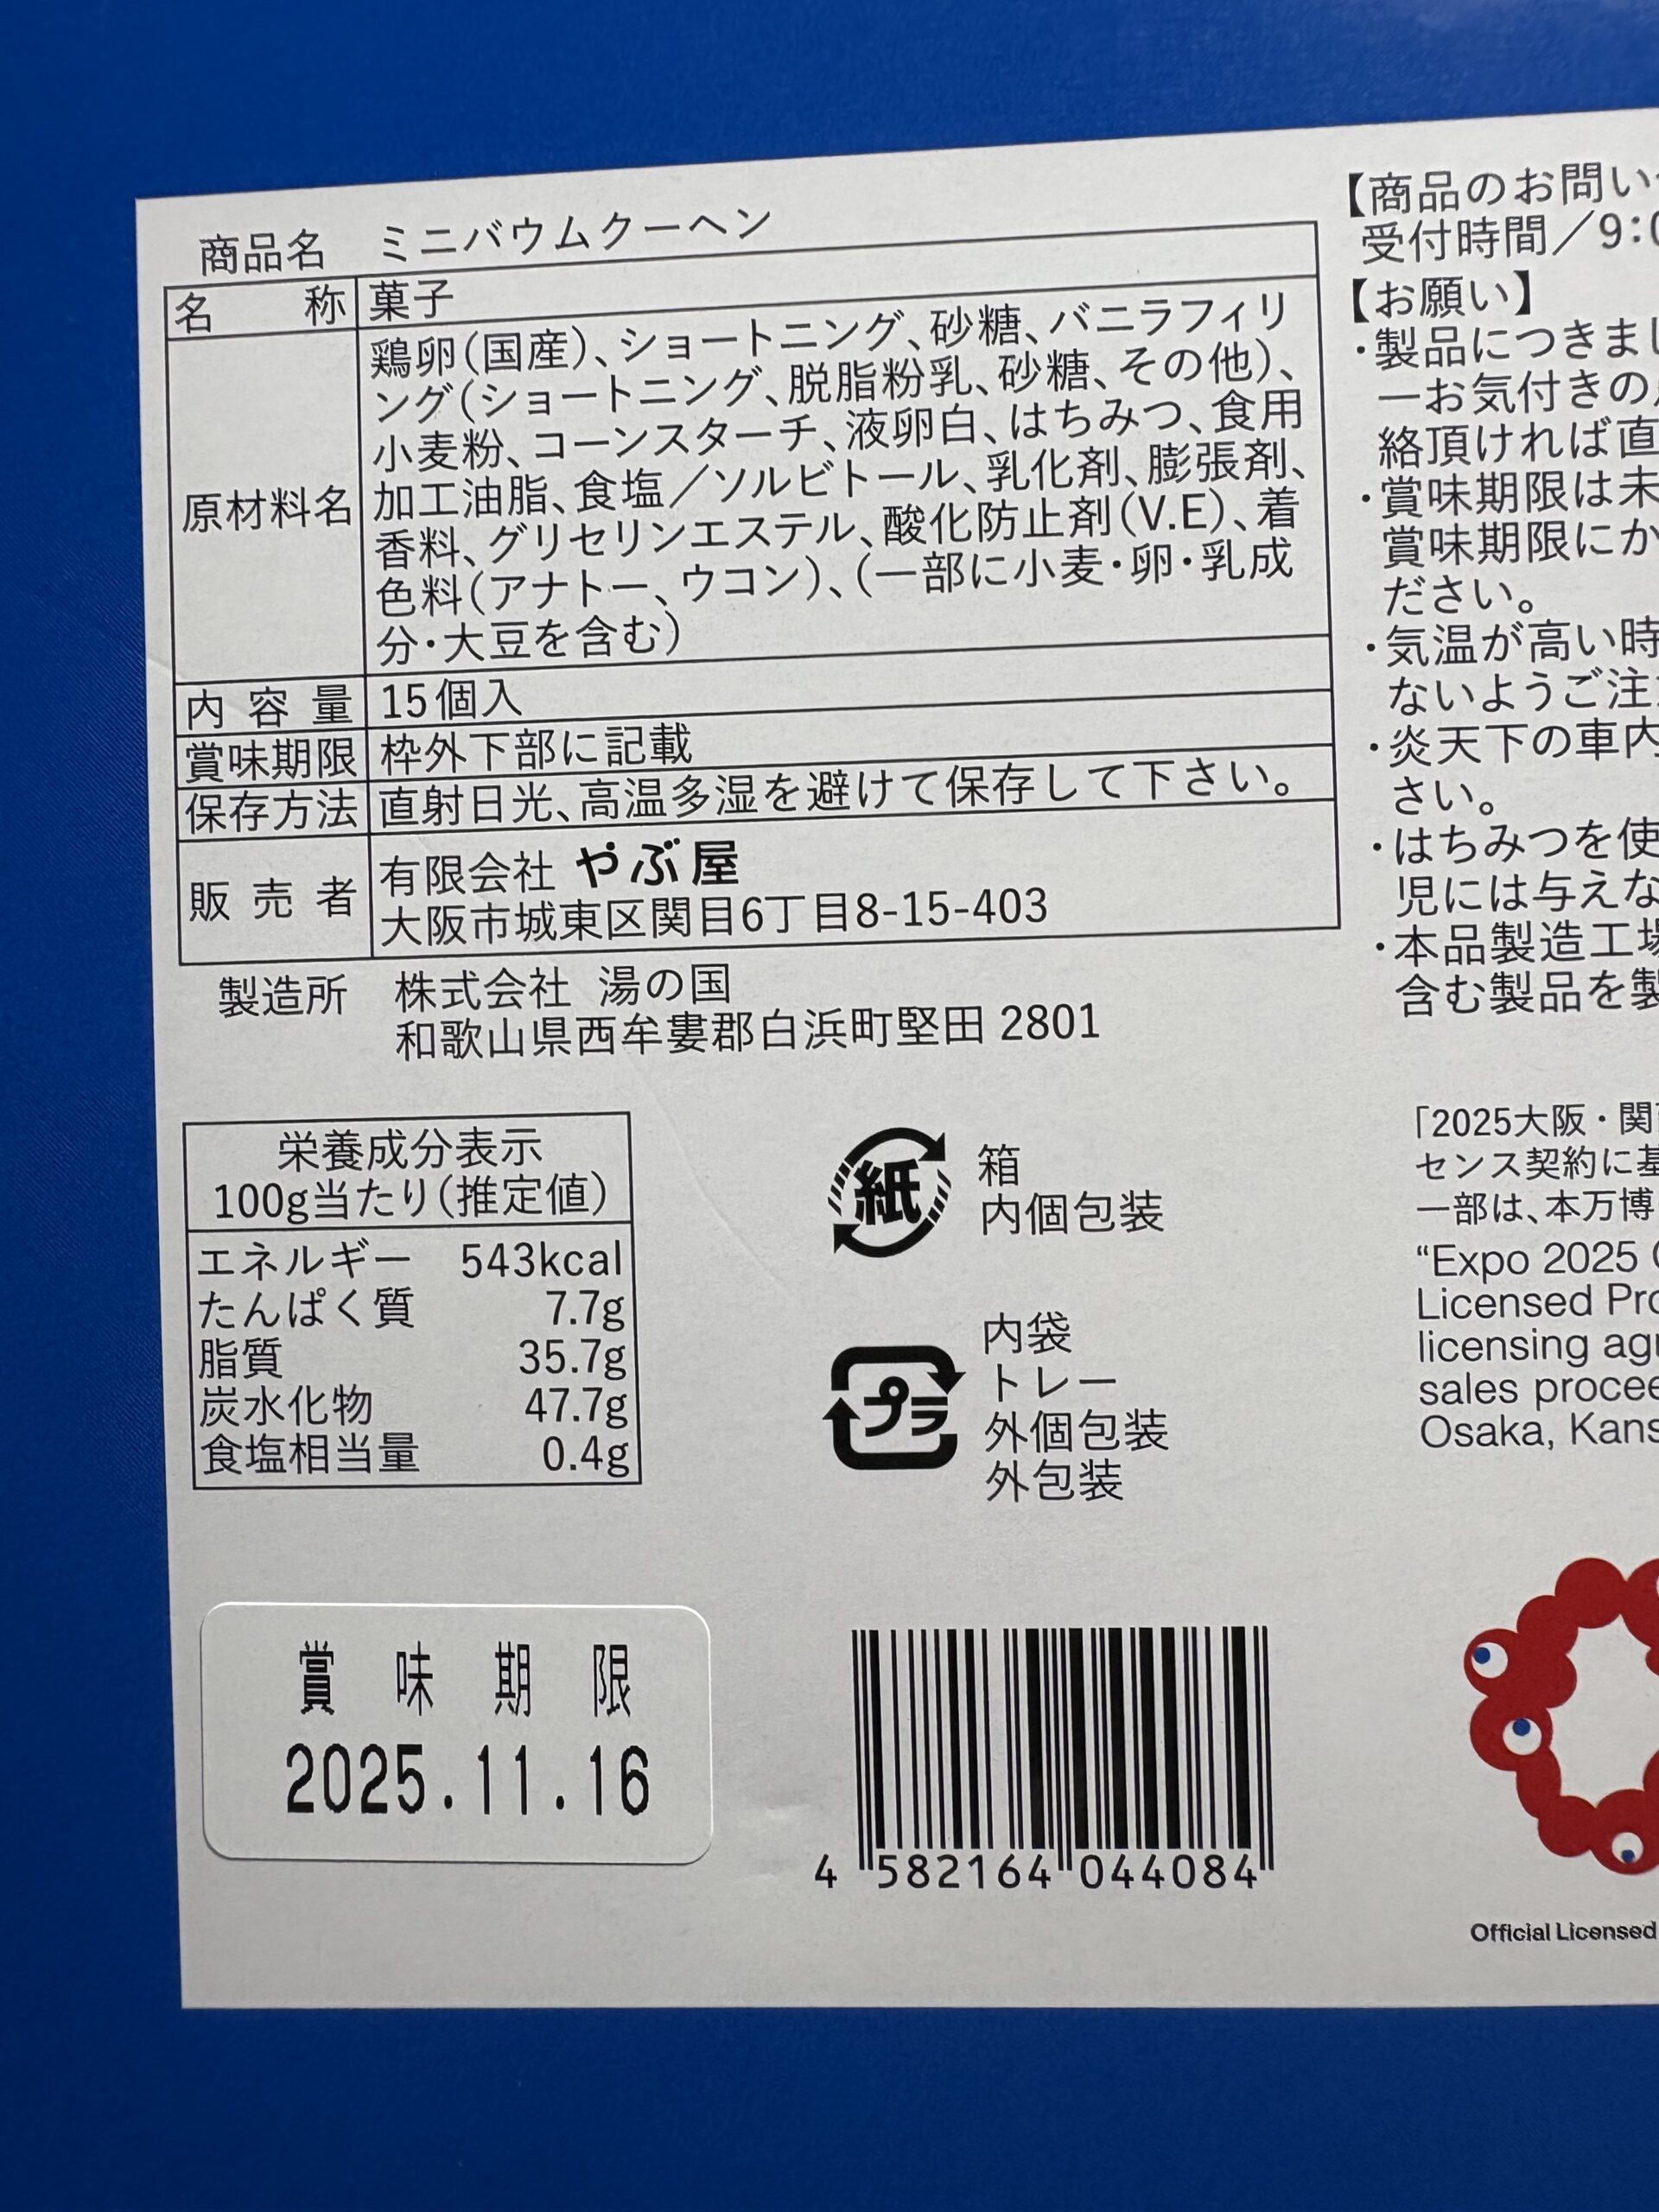 商品名 ミニバウムクーヘン
名称 菓子
原材料名 鶏卵(国産)、ショートニング、砂糖、バニラフィリ
ング(ショートニング、脱脂粉乳、砂糖、その他)、
小麦粉、コーンスターチ、液卵白、はちみつ、食用
加工油脂、食塩/ソルビトール、乳化剤、膨張剤、
香料、グリセリンエステル、酸化防止剤(V.E)、着
色料(アナトー、ウコン)、(一部に小麦・卵・乳成
分・大豆を含む)
内容量 15個入
賞味期限 枠外下部に記載
保存方法 直射日光、高温多湿を避けて保存して下さい。
販売者 有限会社 やぶ屋
大阪市城東区関目6丁目8-15-403
製造所 株式会社 湯の国
和歌山県西牟婁郡白浜町堅田 2801
栄養成分表示
100g当たり(推定値)
エネルギー 543kcal
たんぱく質 7.7g
脂質 35.7g
炭水化物 47.7g
食塩相当量 0.4g
紙
箱
内個包装
プラ
内袋
トレー
外個包装
外包装
賞味期限
2025.11.16
4 582164 044084
【商品のお問い
受付時間/9:0
【お願い】
・製品につきまし
一お気付きの
絡頂ければ直
・賞味期限は未
賞味期限にか
ださい。
・気温が高い時
ないようご注
・炎天下の車内
さい。
・はちみつを使
児には与えな
・本品製造工場
含む製品を製
「2025大阪・関
センス契約に基
一部は、本万博
“Expo 2025
Licensed Pro
licensing agr
sales procee
Osaka, Kans
Official Licensed